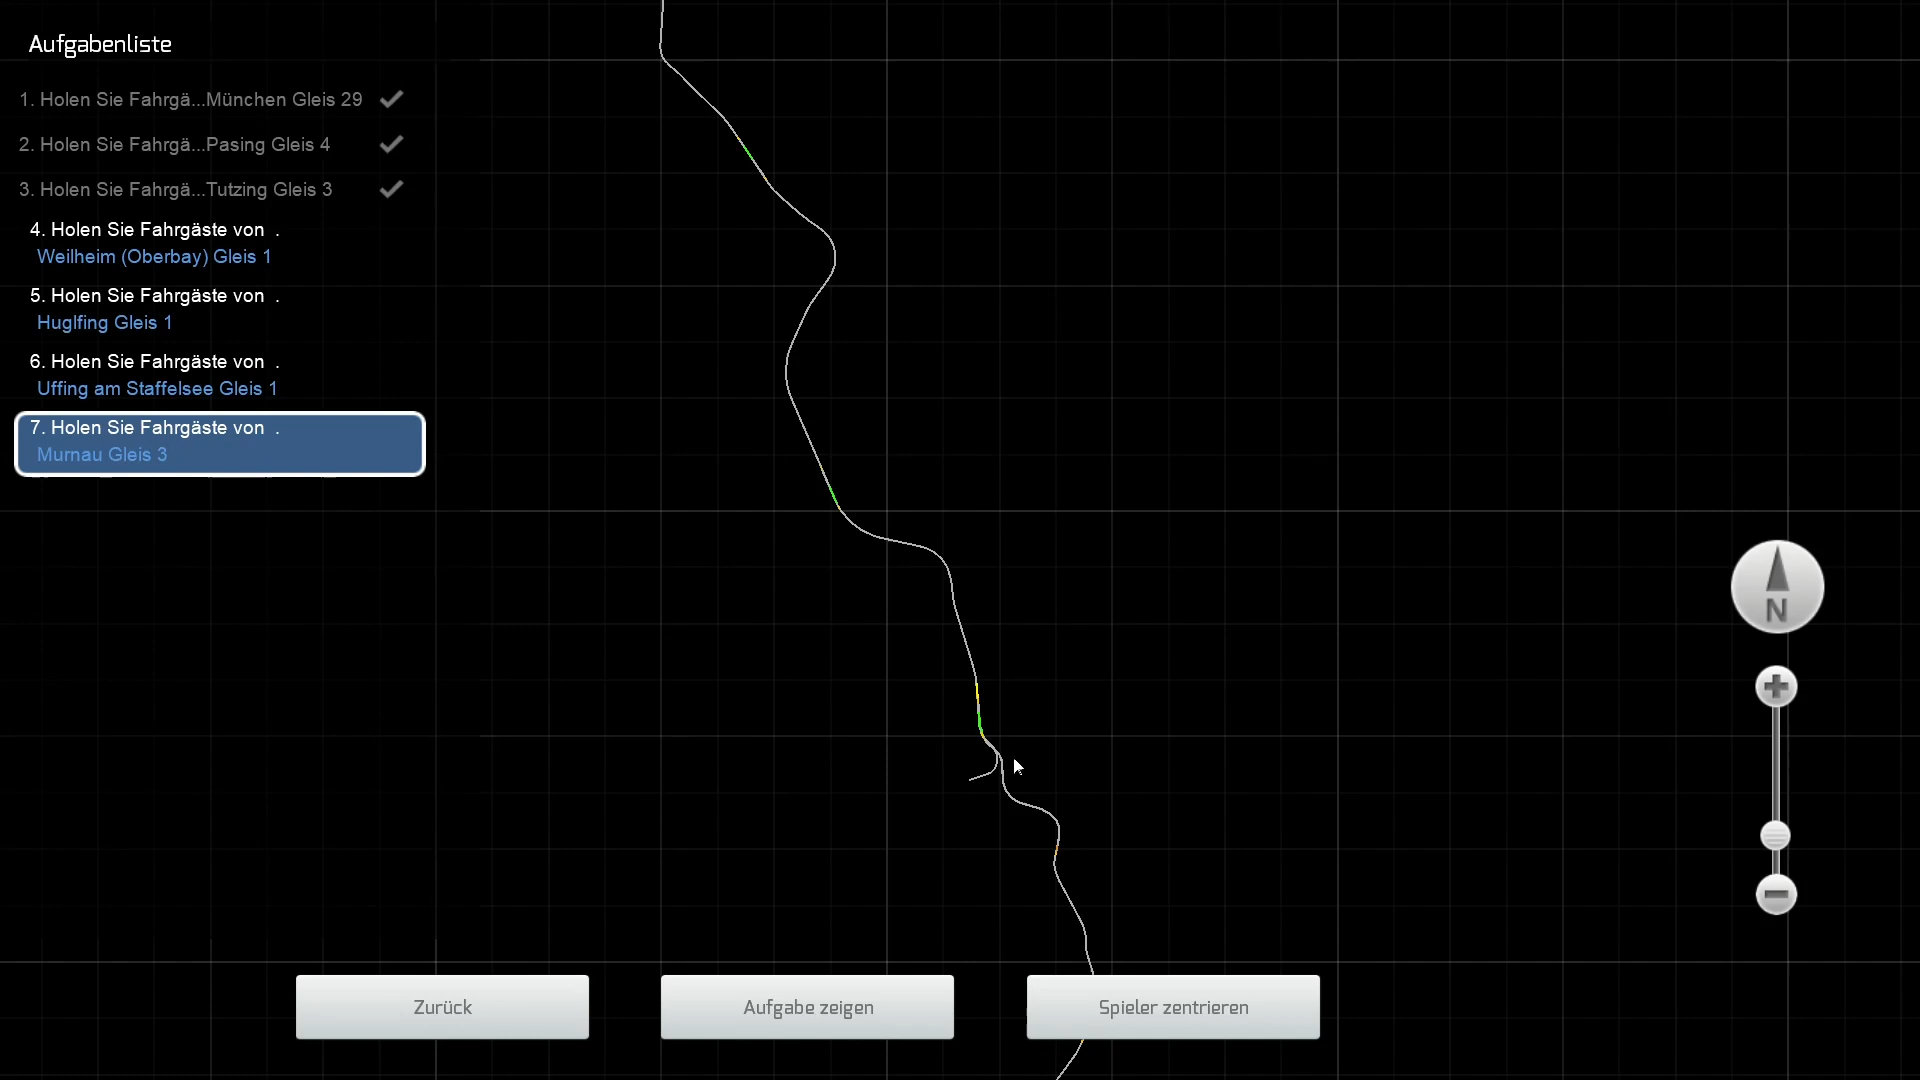 Aufgabenliste
1. Holen Sie Fahrgä...München Gleis 29
2. Holen Sie Fahrgä...Pasing Gleis 4
3. Holen Sie Fahrgä...Tutzing Gleis 3
4. Holen Sie Fahrgäste von .
Weilheim (Oberbay) Gleis 1
5. Holen Sie Fahrgäste von .
Huglfing Gleis 1
6. Holen Sie Fahrgäste von .
Uffing am Staffelsee Gleis 1
7. Holen Sie Fahrgäste von .
Murnau Gleis 3
N
Zurück
Aufgabe zeigen
Spieler zentrieren